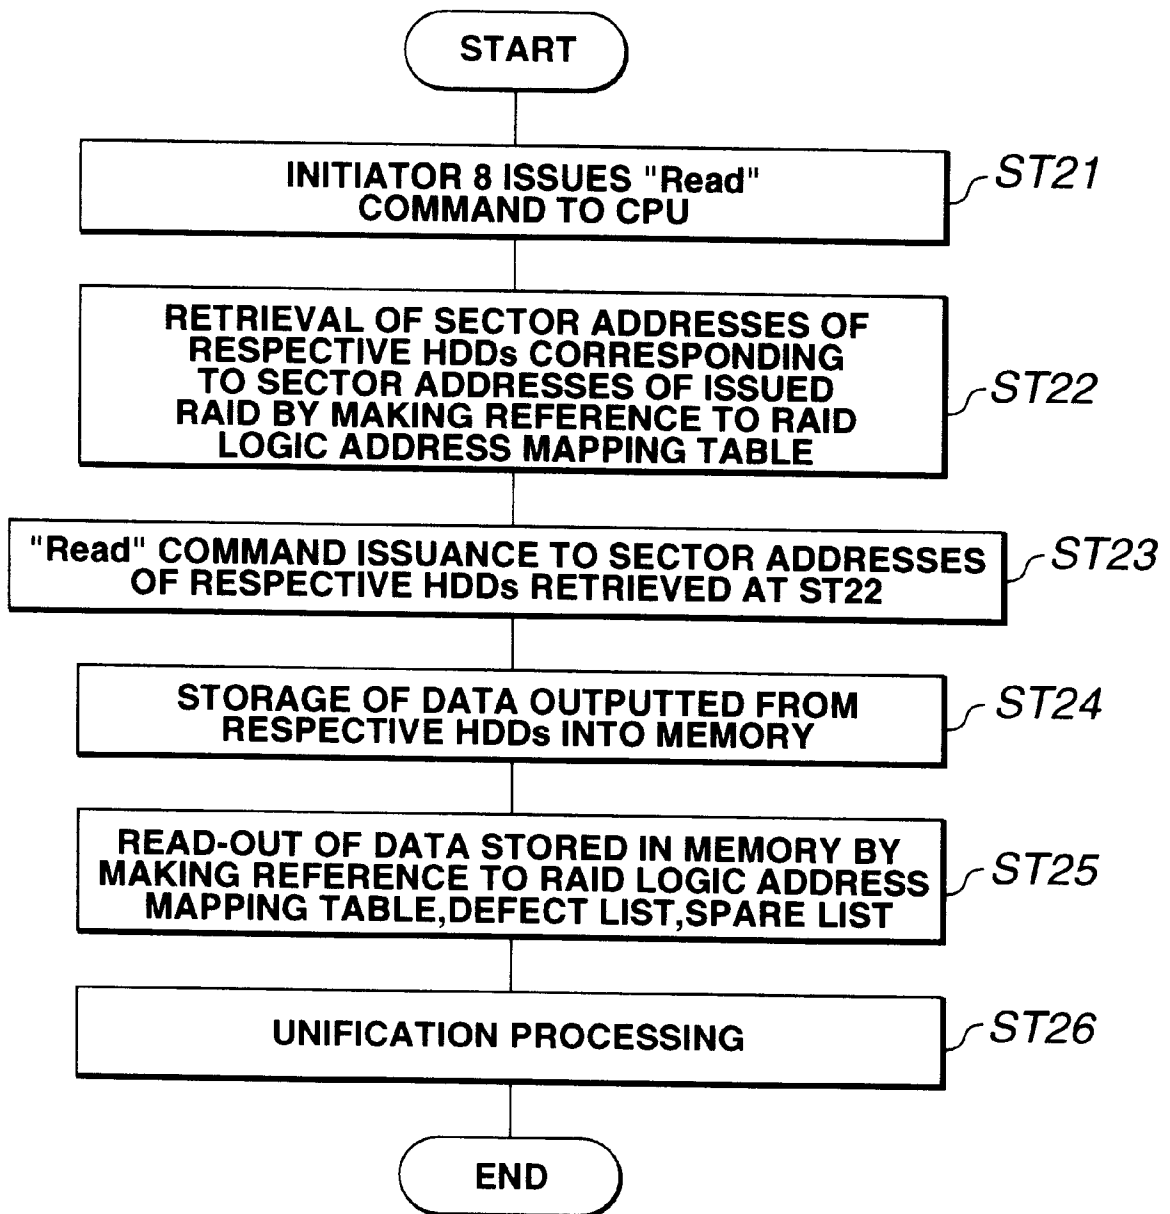 START
INITIATOR 8 ISSUES "Read"
COMMAND TO CPU
ST21
RETRIEVAL OF SECTOR ADDRESSES OF
RESPECTIVE HDDs CORRESPONDING
TO SECTOR ADDRESSES OF ISSUED
RAID BY MAKING REFERENCE TO RAID
LOGIC ADDRESS MAPPING TABLE
ST22
"Read" COMMAND ISSUANCE TO SECTOR ADDRESSES
OF RESPECTIVE HDDs RETRIEVED AT ST22
ST23
STORAGE OF DATA OUTPUTTED FROM
RESPECTIVE HDDs INTO MEMORY
ST24
READ-OUT OF DATA STORED IN MEMORY BY
MAKING REFERENCE TO RAID LOGIC ADDRESS
MAPPING TABLE,DEFECT LIST,SPARE LIST
ST25
UNIFICATION PROCESSING
ST26
END